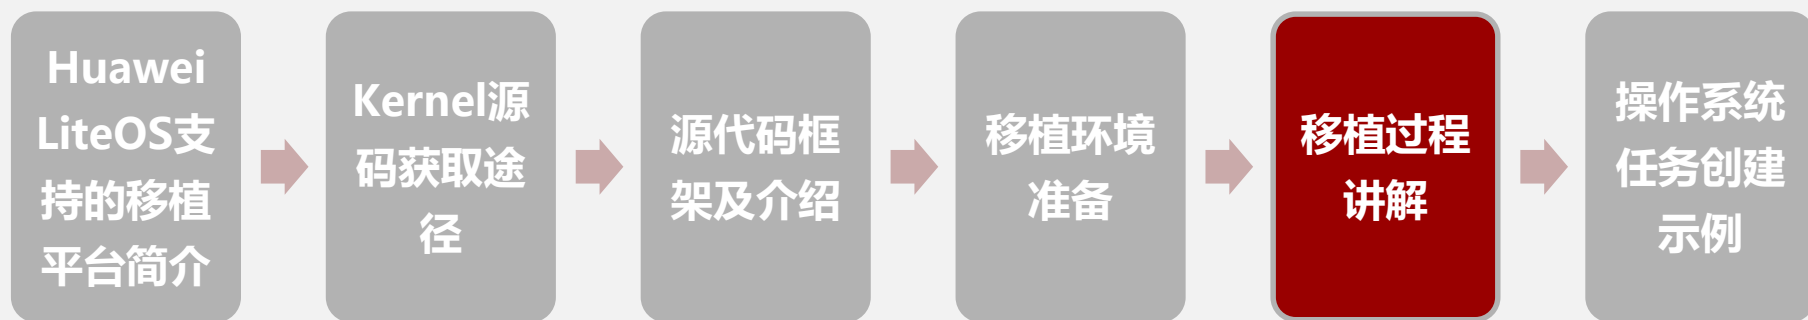 Huawei
LiteOS支
持的移植
平台简介
Kernel源
码获取途
径
源代码框
架及介绍
移植环境
准备
移植过程
讲解
操作系统
任务创建
示例